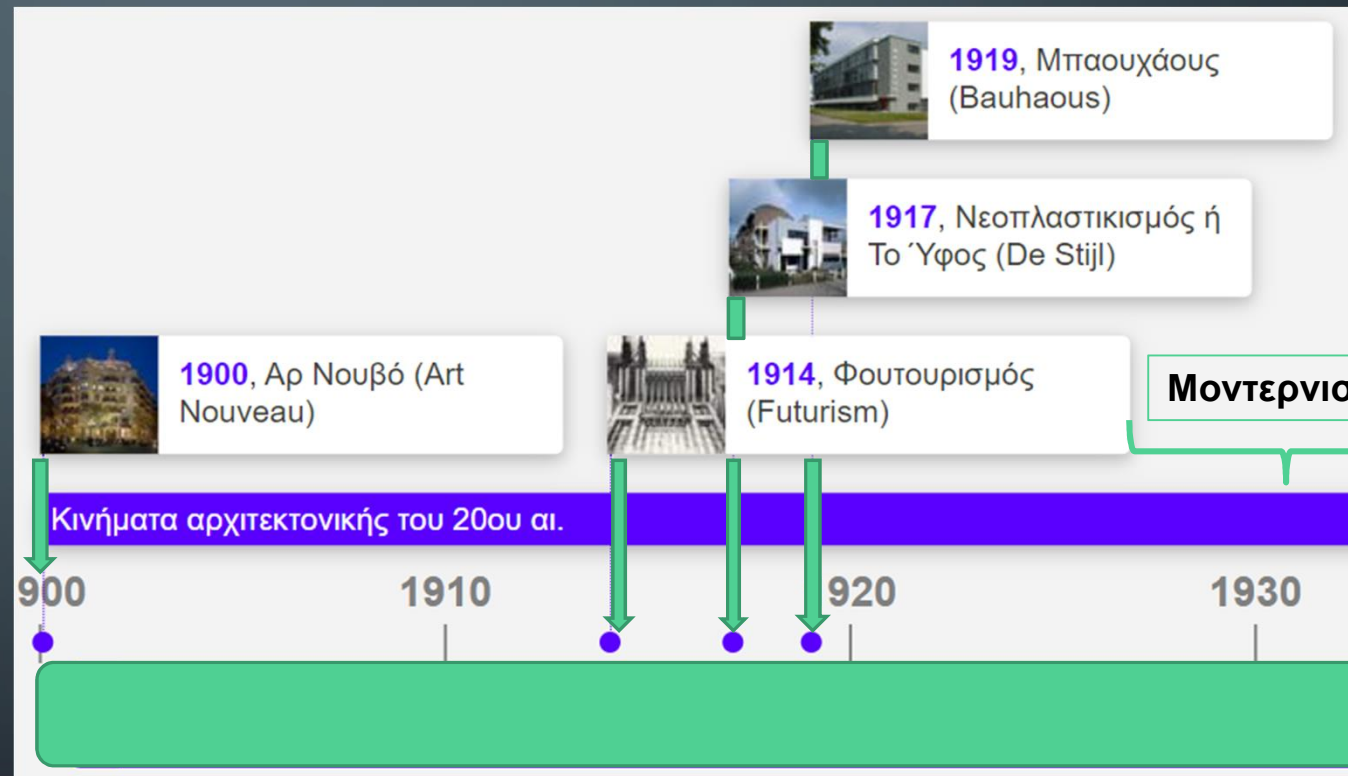 1919, Μπαουχάους
(Bauhaous)
1917, Νεοπλαστικισμός ή
Το Ύφος (De Stijl)
1900, Αρ Νουβό (Art
Nouveau)
1914, Φουτουρισμός
(Futurism)
Κινήματα αρχιτεκτονικής του 20ου αι.
900 1910 920 1930